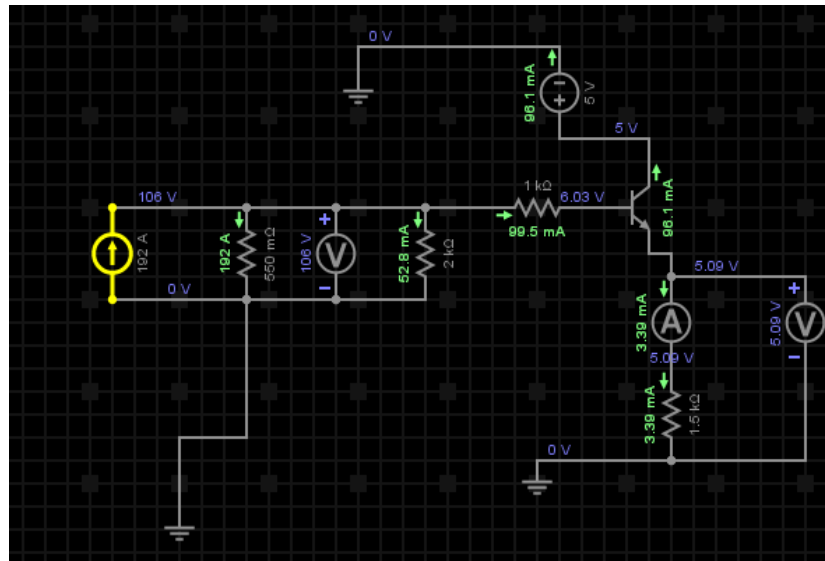 0 V
96.1 mA
−
+
5 V
5 V
1 kΩ
6.03 V
99.5 mA
96.1 mA
106 V
192 A
192 A
550 mΩ
+
V
−
106 V
52.8 mA
2 kΩ
0 V
5.09 V
3.39 mA
A
5.09 V
+
V
−
5.09 V
3.39 mA
1.5 kΩ
0 V